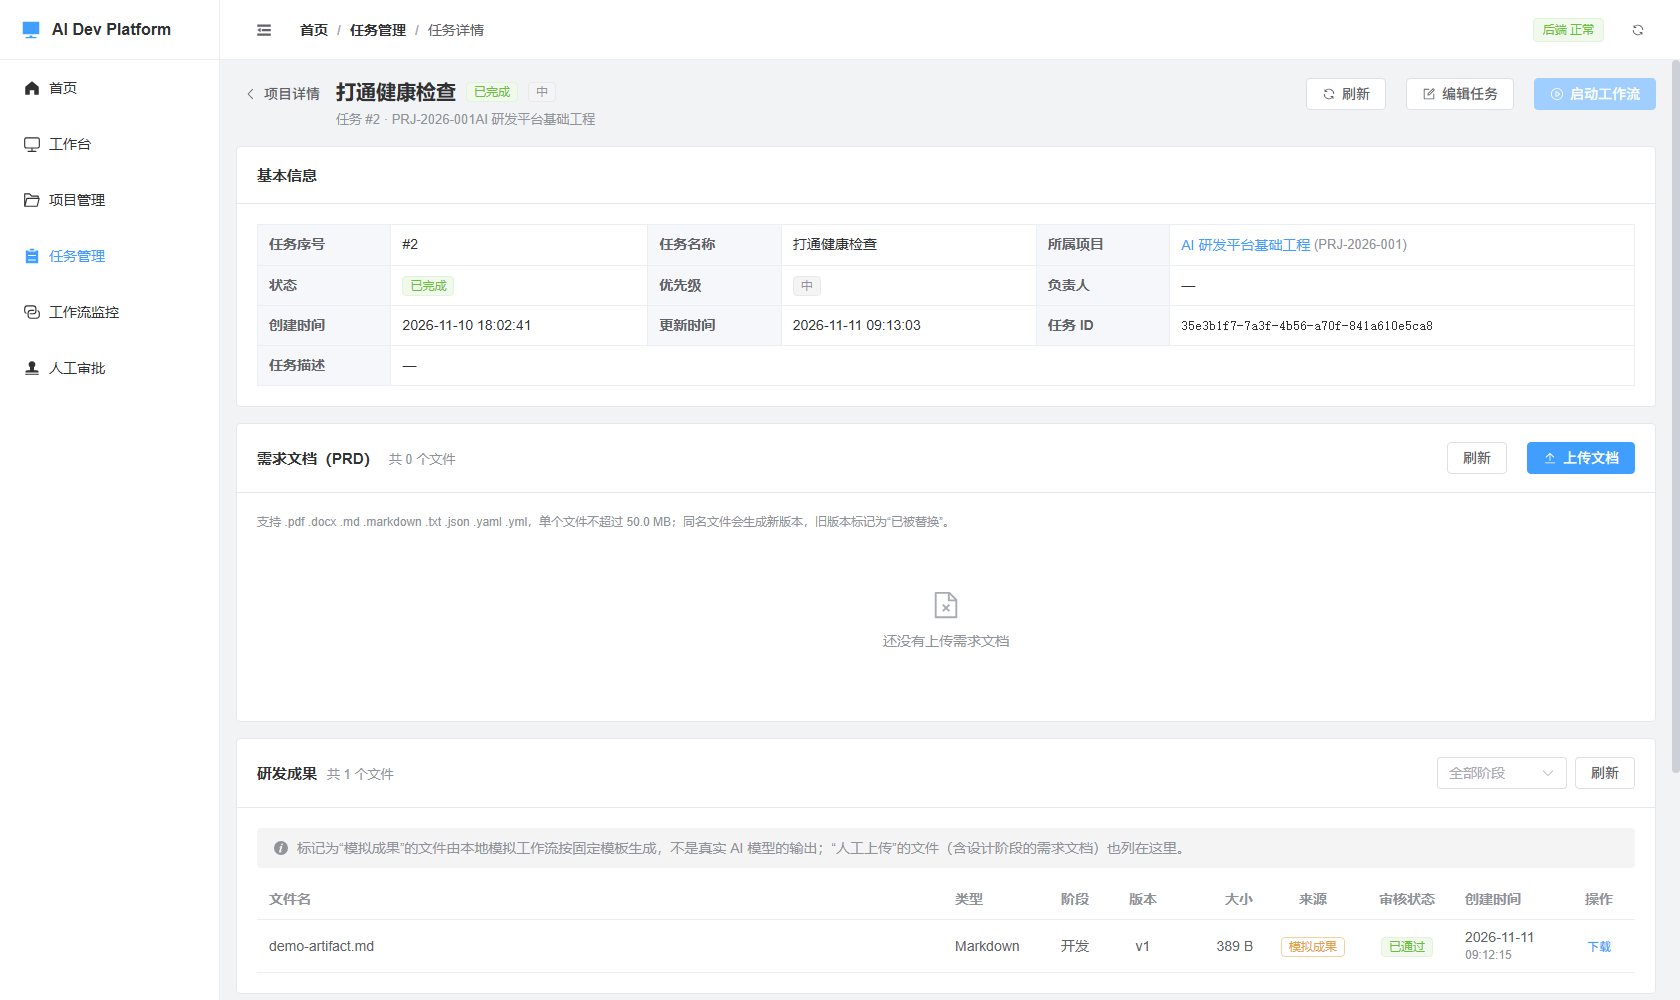 AI Dev Platform
首页 / 任务管理 / 任务详情
后端 正常
首页
工作台
项目管理
任务管理
工作流监控
人工审批
项目详情
打通健康检查 已完成 中
任务 #2 · PRJ-2026-001AI 研发平台基础工程
刷新
编辑任务
启动工作流
基本信息
任务序号 #2 任务名称 打通健康检查 所属项目 AI 研发平台基础工程 (PRJ-2026-001)
状态 已完成 优先级 中 负责人 —
创建时间 2026-11-10 18:02:41 更新时间 2026-11-11 09:13:03 任务 ID 35e3b1f7-7a3f-4b56-a70f-841a610e5ca8
任务描述 —
需求文档（PRD） 共 0 个文件
刷新
上传文档
支持 .pdf .docx .md .markdown .txt .json .yaml .yml，单个文件不超过 50.0 MB；同名文件会生成新版本，旧版本标记为“已被替换”。
还没有上传需求文档
研发成果 共 1 个文件
全部阶段
刷新
标记为“模拟成果”的文件由本地模拟工作流按固定模板生成，不是真实 AI 模型的输出；“人工上传”的文件（含设计阶段的需求文档）也列在这里。
文件名 类型 阶段 版本 大小 来源 审核状态 创建时间 操作
demo-artifact.md Markdown 开发 v1 389 B 模拟成果 已通过 2026-11-11 09:12:15 下载